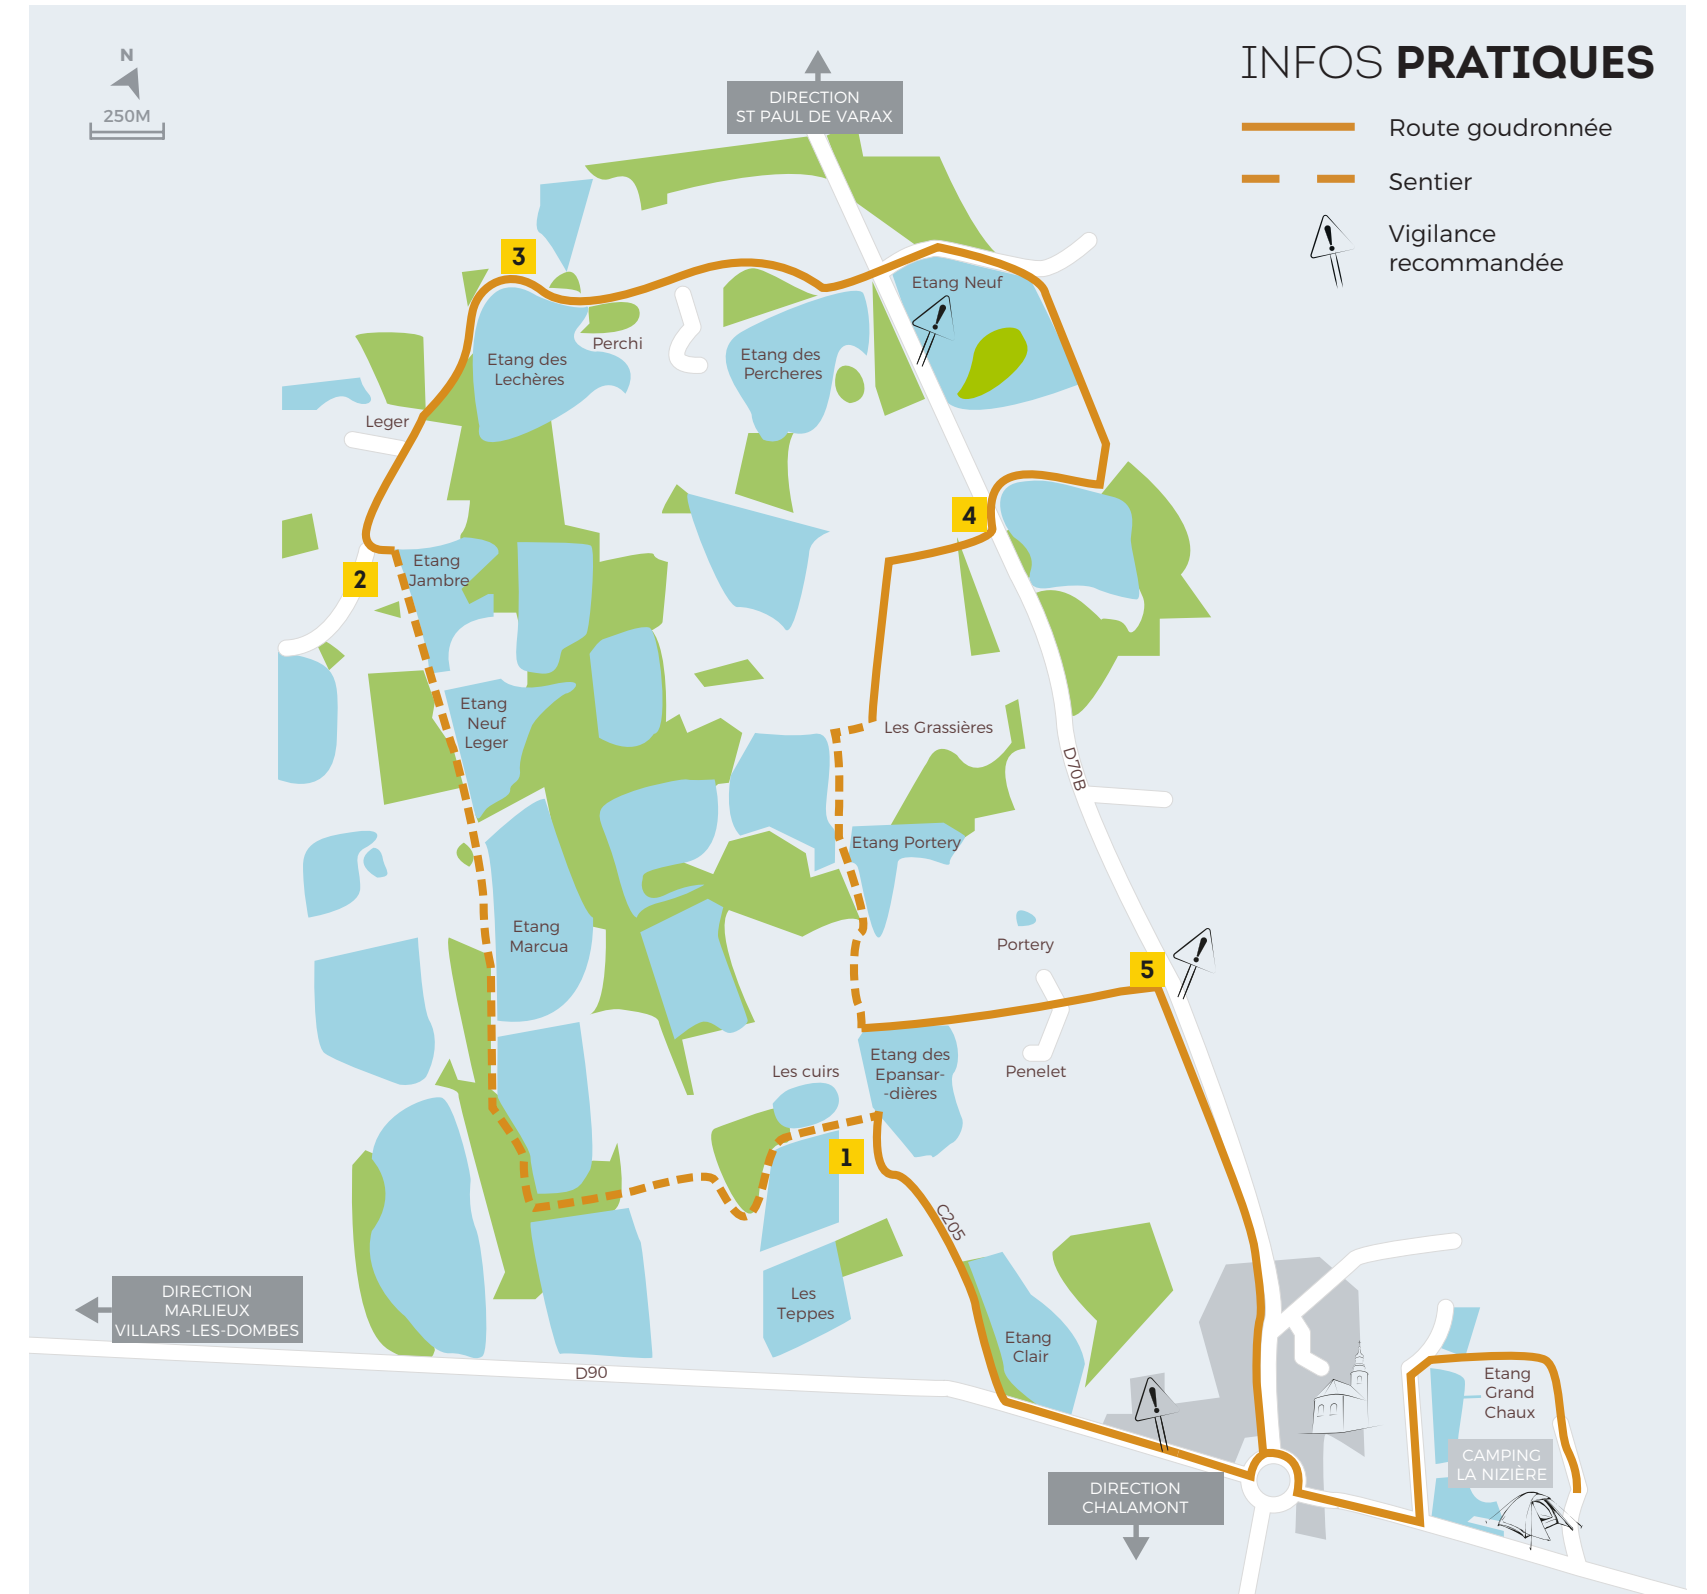 INFOS PRATIQUES
Route goudronnée
Sentier
Vigilance
recommandée
N
250M
DIRECTION
ST PAUL DE VARAX
3
Etang Neuf
Perchi
Etang des
Lechères
Etang des
Percheres
Leger
4
2
Etang
Jambre
Etang
Neuf
Leger
Les Grassières
D70B
Etang Portery
Etang
Marcua
Portery
5
Etang des
Epansar-
-dières
Les cuirs
Penelet
1
C205
DIRECTION
MARLIEUX
VILLARS -LES-DOMBES
Les
Teppes
Etang
Clair
D90
Etang
Grand
Chaux
CAMPING
LA NIZIÈRE
DIRECTION
CHALAMONT